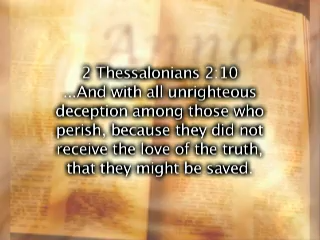 Annou
2 Thessalonians 2:10
...And with all unrighteous
deception among those who
perish, because they did not
receive the love of the truth,
that they might be saved.